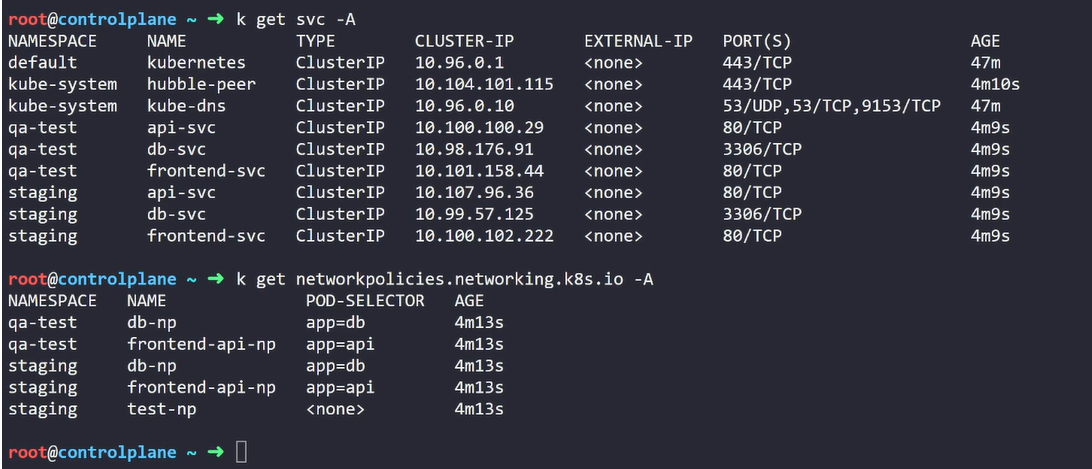 root@controlplane ~ ➜ k get svc -A
NAMESPACE NAME TYPE CLUSTER-IP EXTERNAL-IP PORT(S) AGE
default kubernetes ClusterIP 10.96.0.1 <none> 443/TCP 47m
kube-system hubble-peer ClusterIP 10.104.101.115 <none> 443/TCP 4m10s
kube-system kube-dns ClusterIP 10.96.0.10 <none> 53/UDP,53/TCP,9153/TCP 47m
qa-test api-svc ClusterIP 10.100.100.29 <none> 80/TCP 4m9s
qa-test db-svc ClusterIP 10.98.176.91 <none> 3306/TCP 4m9s
qa-test frontend-svc ClusterIP 10.101.158.44 <none> 80/TCP 4m9s
staging api-svc ClusterIP 10.107.96.36 <none> 80/TCP 4m9s
staging db-svc ClusterIP 10.99.57.125 <none> 3306/TCP 4m9s
staging frontend-svc ClusterIP 10.100.102.222 <none> 80/TCP 4m9s
root@controlplane ~ ➜ k get networkpolicies.networking.k8s.io -A
NAMESPACE NAME POD-SELECTOR AGE
qa-test db-np app=db 4m13s
qa-test frontend-api-np app=api 4m13s
staging db-np app=db 4m13s
staging frontend-api-np app=api 4m13s
staging test-np <none> 4m13s
root@controlplane ~ ➜